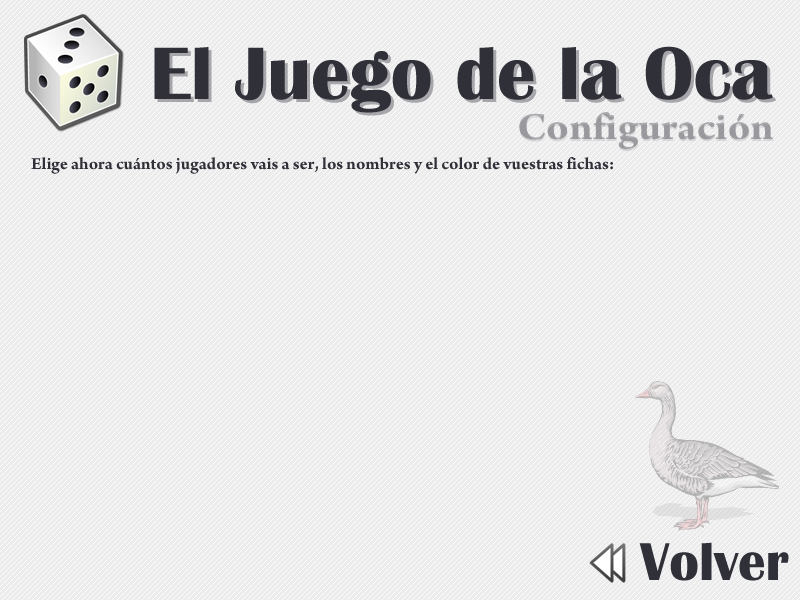 El Juego de la Oca
Configuración
Elige ahora cuántos jugadores vais a ser, los nombres y el color de vuestras fichas:
Volver